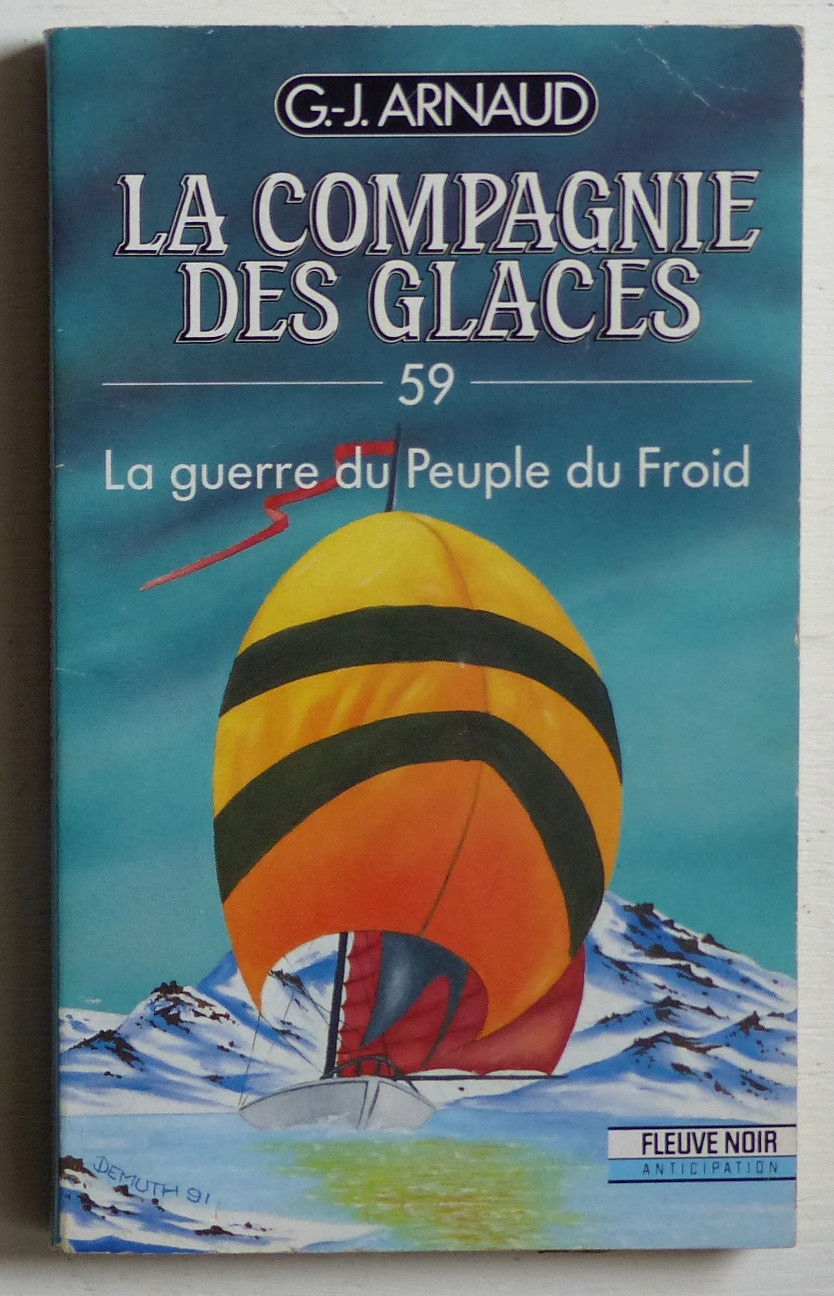 G.-J. ARNAUD
LA COMPAGNIE
DES GLACES
59
La guerre du Peuple du Froid
FLEUVE NOIR
ANTICIPATION
DEMUTH 91